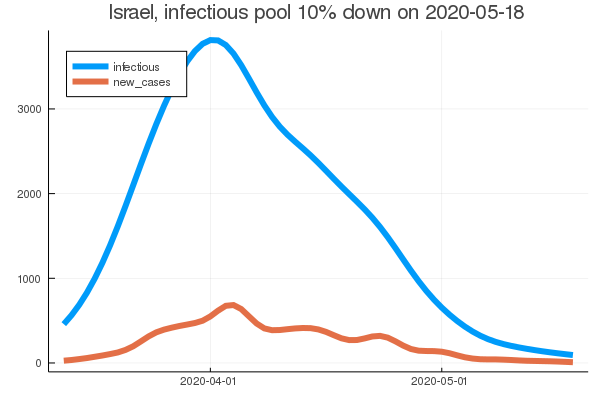 Israel, infectious pool 10% down on 2020-05-18
infectious
new_cases
3000
2000
1000
0
2020-04-01
2020-05-01